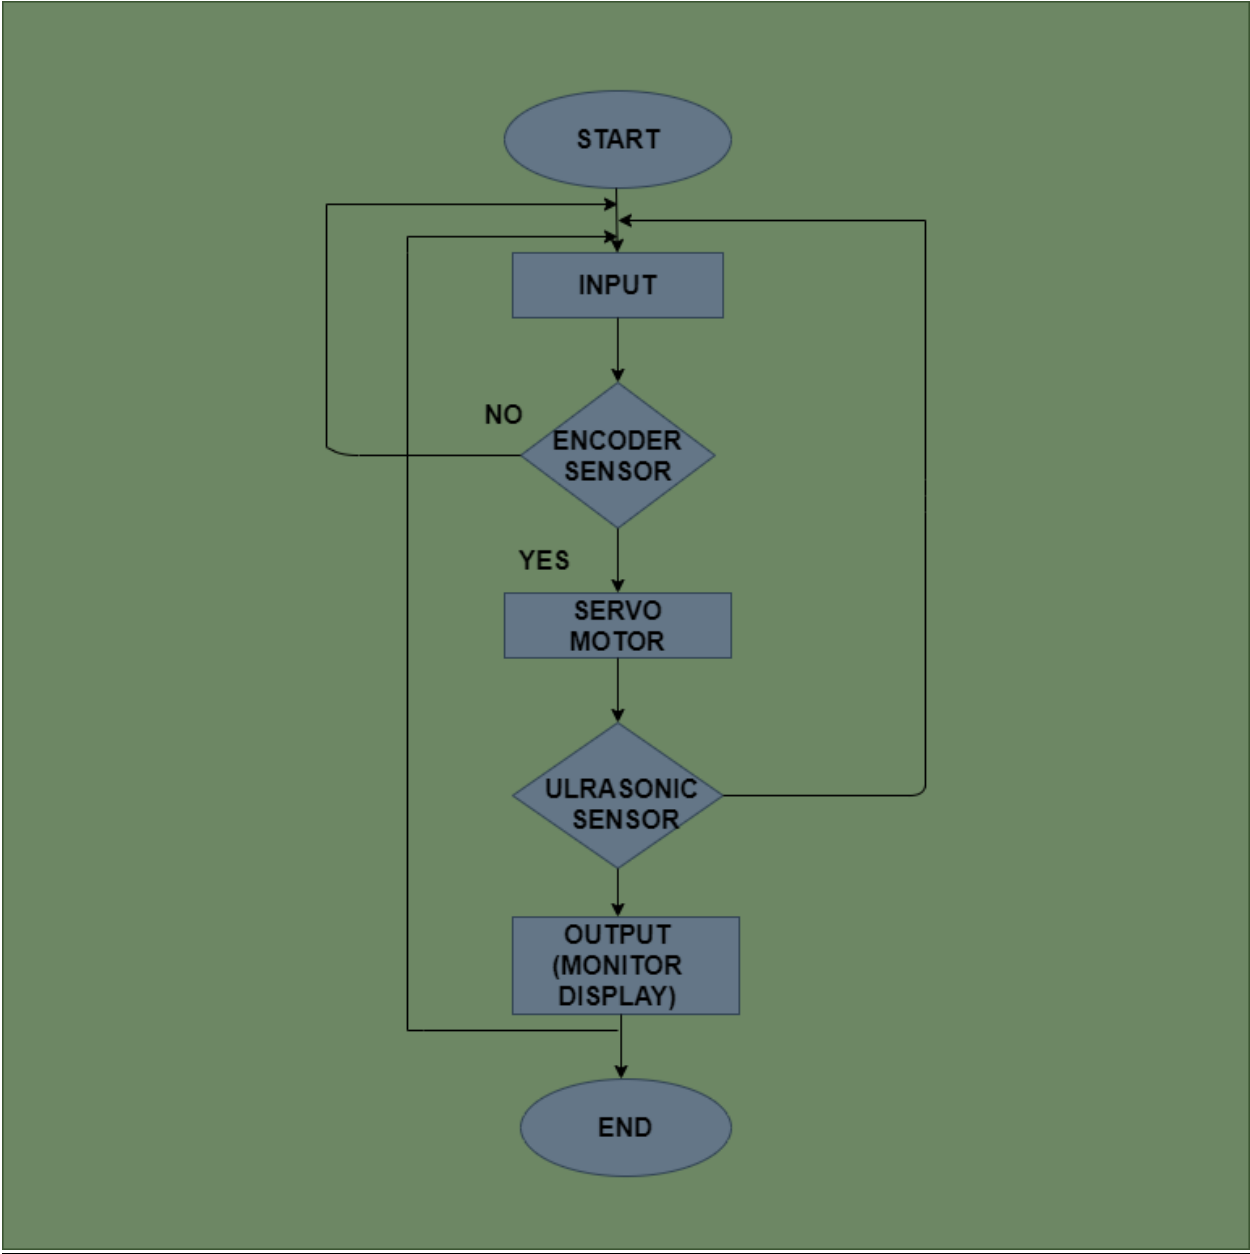 START
INPUT
NO
ENCODER
SENSOR
YES
SERVO
MOTOR
ULRASONIC
SENSOR
OUTPUT
(MONITOR
DISPLAY)
END